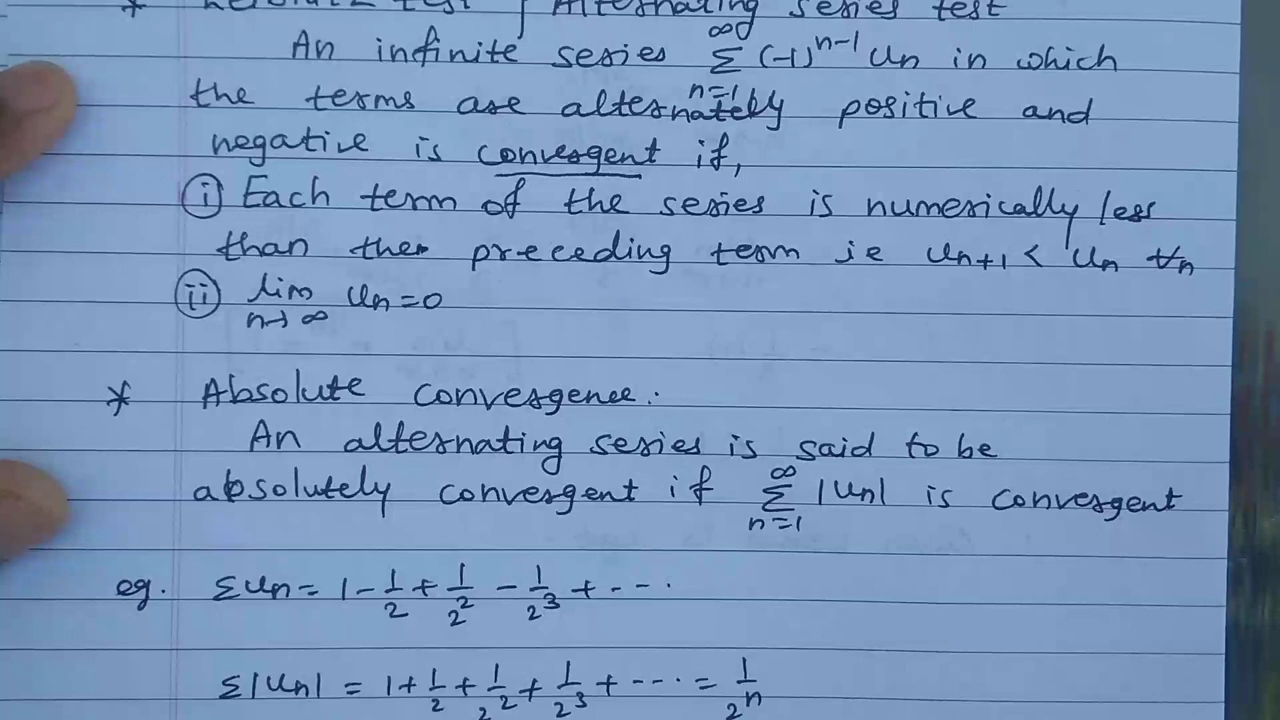 * Leibnitz test / Alternating series test
An infinite series ∞ Σ n=1 (-1)^{n-1} Un in which
the terms are alternately positive and
negative is convergent if,
(i) Each term of the series is numerically less
than the preceding term ie Un+1 < Un ∀n
(ii) lim n→∞ Un = 0
* Absolute convergence.
An alternating series is said to be
absolutely convergent if ∞ Σ n=1 |Un| is convergent
eg. ΣUn = 1 - 1/2 + 1/2^2 - 1/2^3 + ----
Σ|Un| = 1 + 1/2 + 1/2^2 + 1/2^3 + ---- = 1/2^n